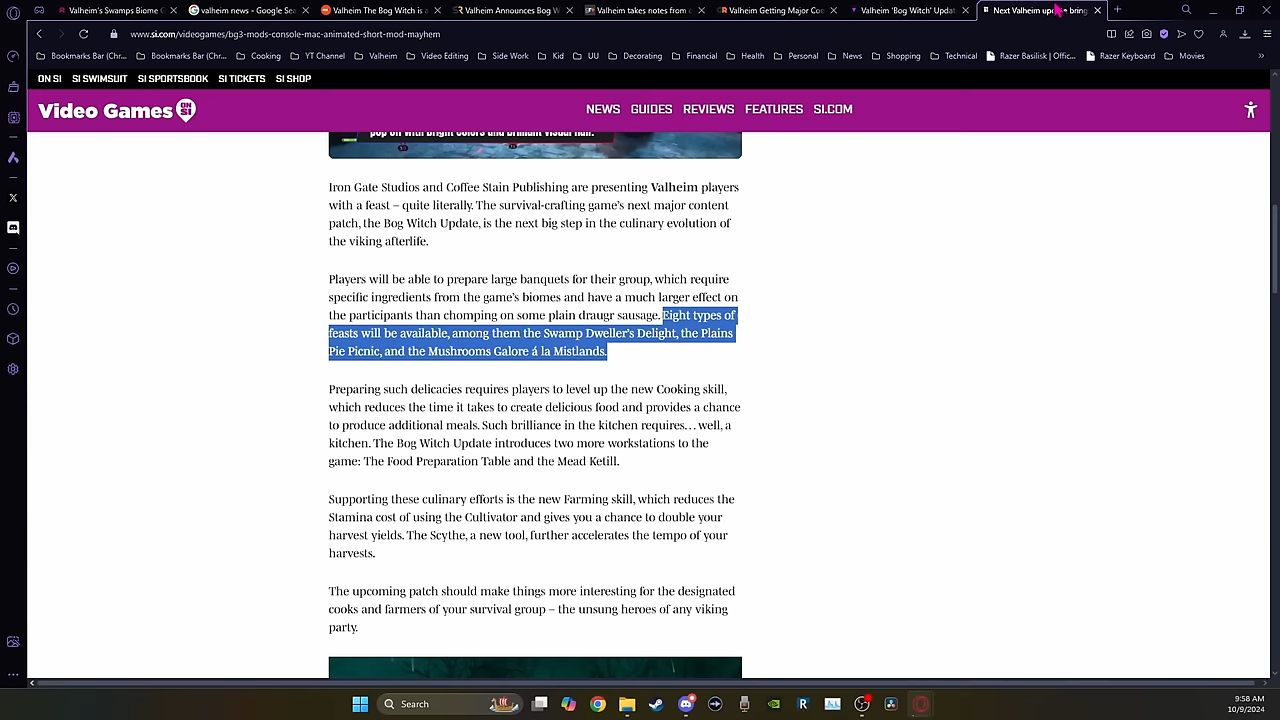 Valheim's Swamps Biome G
valheim news - Google Sea
Valheim The Bog Witch is a
Valheim Announces Bog W
Valheim takes notes from c
Valheim Getting Major Coo
Valheim 'Bog Witch' Updat
Next Valheim upd bring
www.si.com/videogames/bg3-mods-console-mac-animated-short-mod-mayhem
Bookmarks Bar (Chr... Bookmarks Bar (Chr... Cooking YT Channel Valheim Everything Side Work Kid UU Decorating Financial Health Personal News Shopping Technical Razer Basilisk | Offic... Razer Keyboard Movies
ON SI SI SWIMSUIT SI SPORTSBOOK SI TICKETS SI SHOP
Video Games ON SI NEWS GUIDES REVIEWS FEATURES SI.COM
pop off with bright colors and brilliant visual flair.
Iron Gate Studios and Coffee Stain Publishing are presenting Valheim players
with a feast – quite literally. The survival-crafting game's next major content
patch, the Bog Witch Update, is the next big step in the culinary evolution of
the viking afterlife.
Players will be able to prepare large banquets for their group, which require
specific ingredients from the game's biomes and have a much larger effect on
the participants than chomping on some plain draugr sausage. Eight types of
feasts will be available, among them the Swamp Dweller's Delight, the Plains
Pie Picnic, and the Mushrooms Galore á la Mistlands.
Preparing such delicacies requires players to level up the new Cooking skill,
which reduces the time it takes to create delicious food and provides a chance
to produce additional meals. Such brilliance in the kitchen requires… well, a
kitchen. The Bog Witch Update introduces two more workstations to the
game: The Food Preparation Table and the Mead Ketill.
Supporting these culinary efforts is the new Farming skill, which reduces the
Stamina cost of using the Cultivator and gives you a chance to double your
harvest yields. The Scythe, a new tool, further accelerates the tempo of your
harvests.
The upcoming patch should make things more interesting for the designated
cooks and farmers of your survival group – the unsung heroes of any viking
party.
Search
9:58 AM
10/9/2024